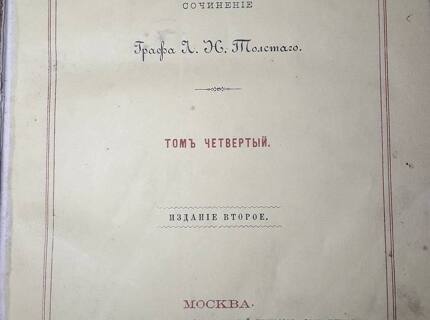 СОЧИНЕНІЕ
Графа Л. Н. Толстаго.
ТОМЪ ЧЕТВЕРТЫЙ.
ИЗДАНІЕ ВТОРОЕ.
МОСКВА.